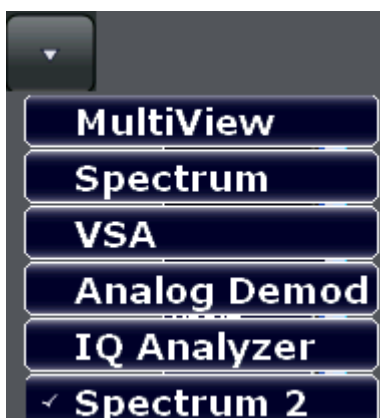 MultiView
Spectrum
VSA
Analog Demod
IQ Analyzer
Spectrum 2